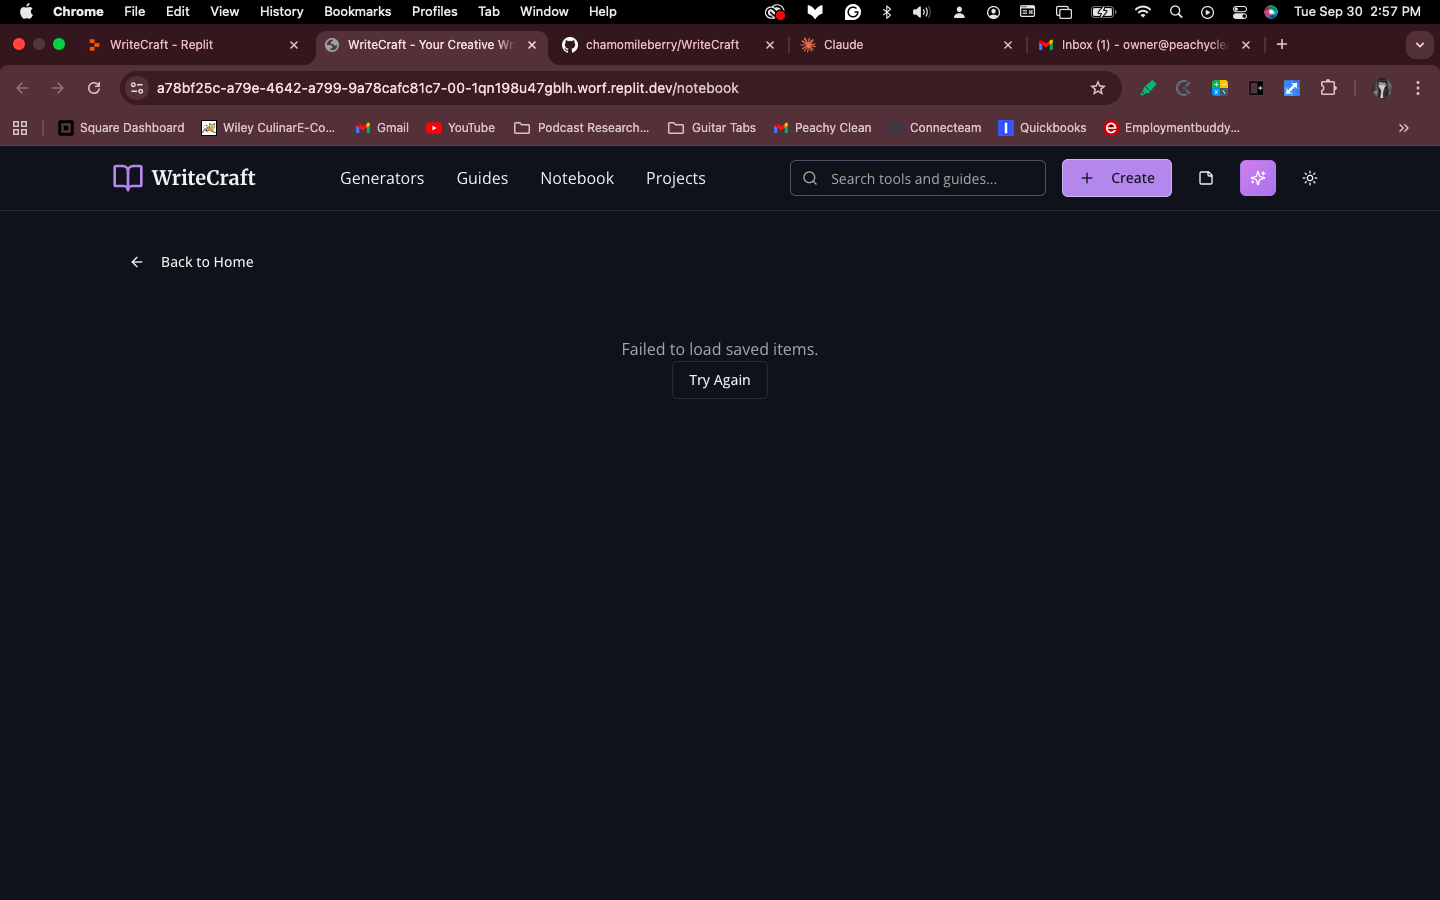 Chrome File Edit View History Bookmarks Profiles Tab Window Help Tue Sep 30 2:57 PM
WriteCraft - Replit
WriteCraft - Your Creative Wr
chamomileberry/WriteCraft
Claude
Inbox (1) - owner@peachycle
a78bf25c-a79e-4642-a799-9a78cafc81c7-00-1qn198u47gblh.worf.replit.dev/notebook
Square Dashboard
Wiley CulinarE-Co...
Gmail
YouTube
Podcast Research...
Guitar Tabs
Peachy Clean
Connecteam
Quickbooks
Employmentbuddy...
WriteCraft
Generators
Guides
Notebook
Projects
Search tools and guides...
Create
Back to Home
Failed to load saved items.
Try Again